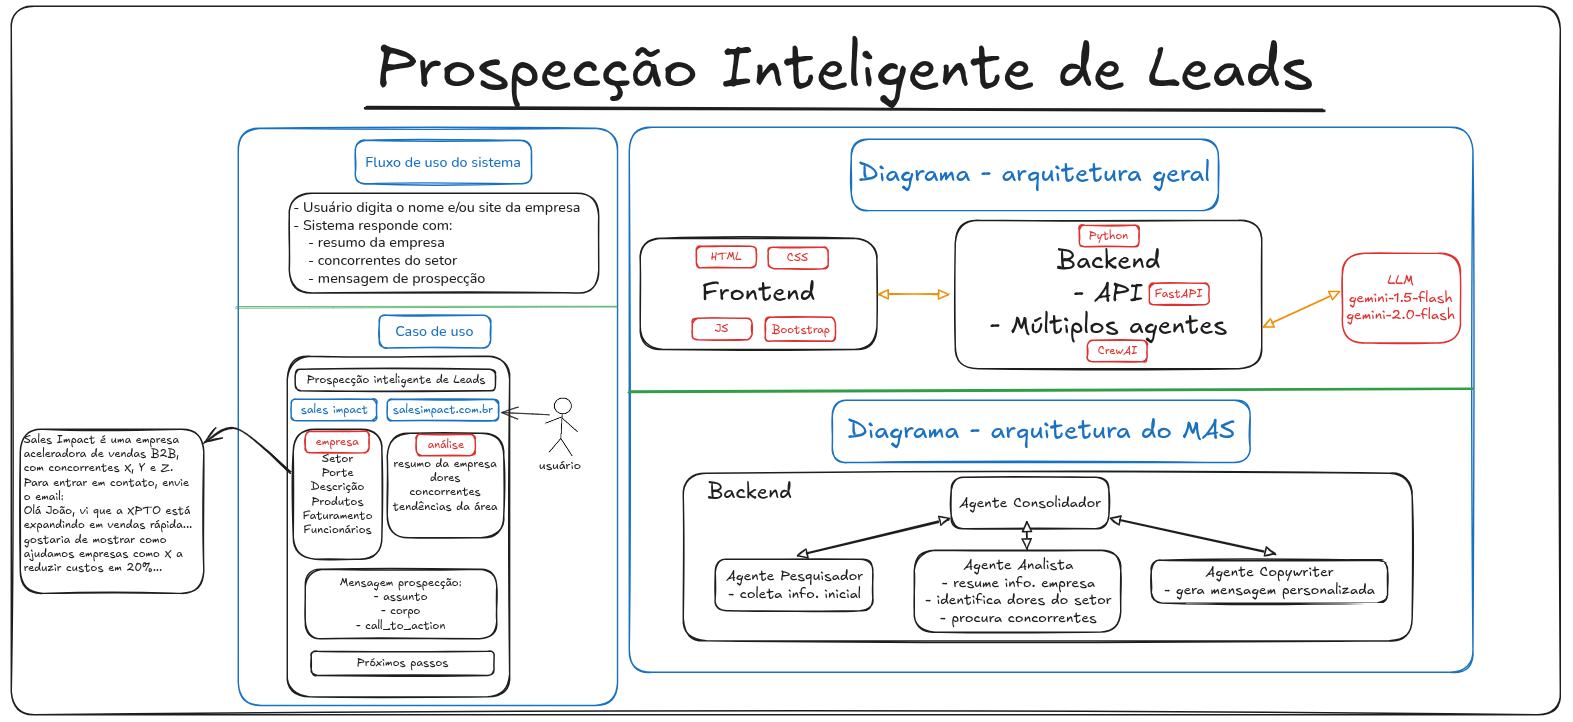 Prospecção Inteligente de Leads
Fluxo de uso do sistema
- Usuário digita o nome e/ou site da empresa
- Sistema responde com:
- resumo da empresa
- concorrentes do setor
- mensagem de prospecção
Caso de uso
Prospecção inteligente de Leads
sales impact
salesimpact.com.br
empresa
Setor
Porte
Descrição
Produtos
Faturamento
Funcionários
análise
resumo da empresa
dores
concorrentes
tendências da área
Mensagem prospecção:
- assunto
- corpo
- call_to_action
Próximos passos
usuário
Sales Impact é uma empresa
aceleradora de vendas B2B,
com concorrentes X, Y e Z.
Para entrar em contato, envie
o email:
Olá João, vi que a XPTO está
expandindo em vendas rápida...
gostaria de mostrar como
ajudamos empresas como X a
reduzir custos em 20%...
Diagrama - arquitetura geral
HTML
CSS
Frontend
JS
Bootstrap
Python
Backend
- API
FastAPI
- Múltiplos agentes
CrewAI
LLM
gemini-1.5-flash
gemini-2.0-flash
Diagrama - arquitetura do MAS
Backend
Agente Consolidador
Agente Pesquisador
- coleta info. inicial
Agente Analista
- resume info. empresa
- identifica dores do setor
- procura concorrentes
Agente Copywriter
- gera mensagem personalizada